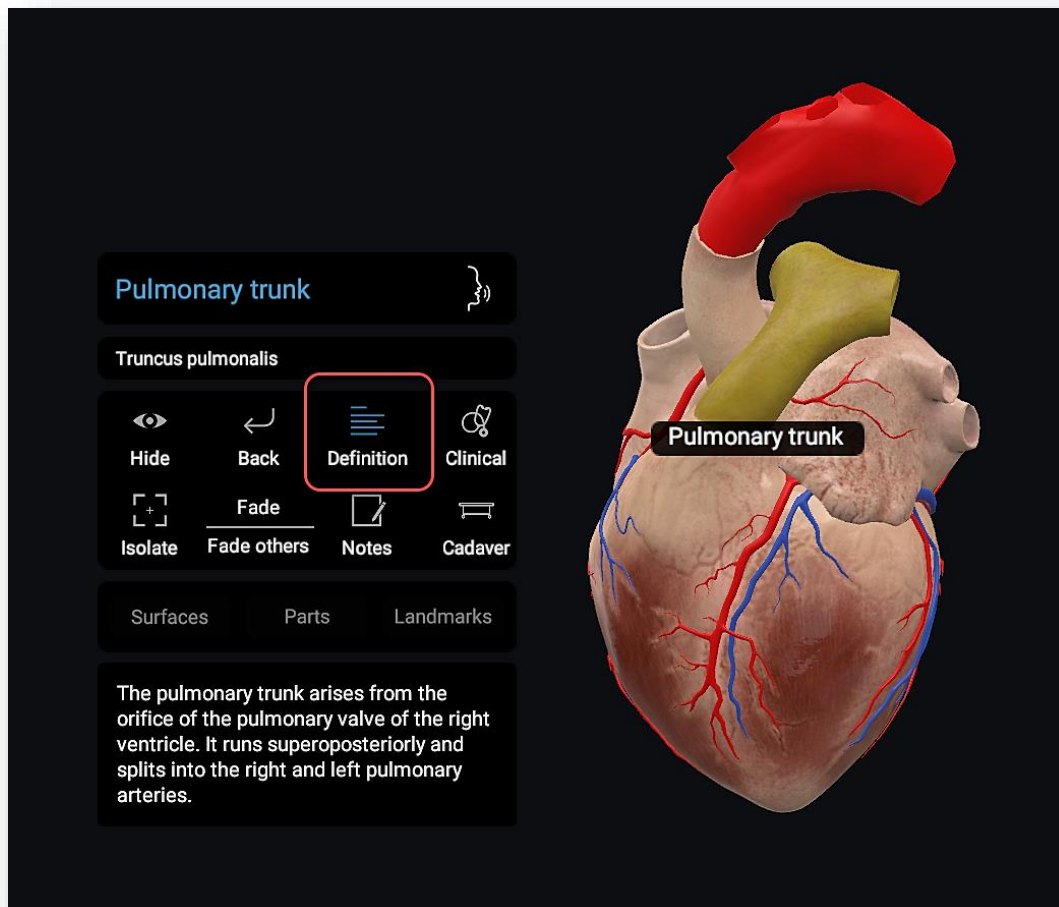 Pulmonary trunk
Truncus pulmonalis
Hide Back Definition Clinical
Isolate Fade Fade others Notes Cadaver
Surfaces Parts Landmarks
The pulmonary trunk arises from the
orifice of the pulmonary valve of the right
ventricle. It runs superoposteriorly and
splits into the right and left pulmonary
arteries.
Pulmonary trunk